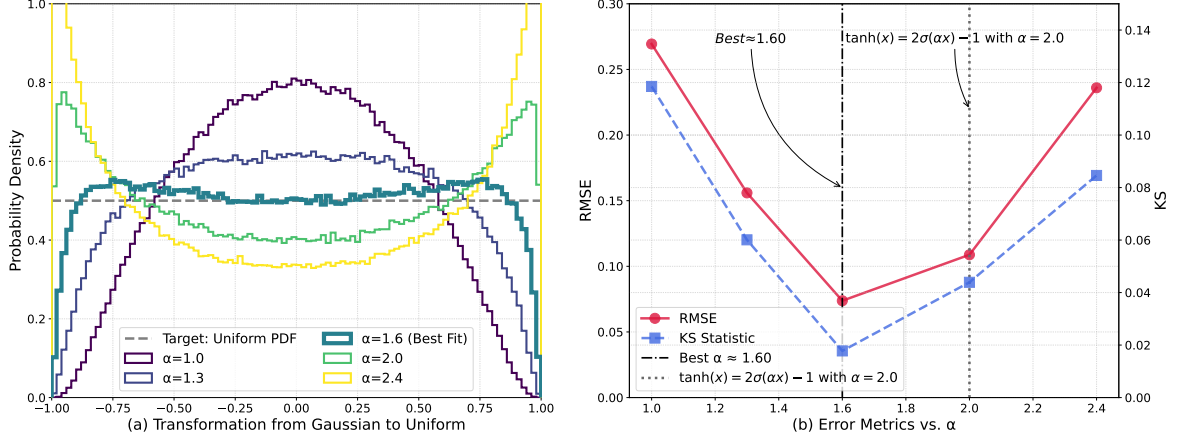 1.0
0.8
0.6
0.4
0.2
0.0
Probability Density
−1.00 −0.75 −0.50 −0.25 0.00 0.25 0.50 0.75 1.00
Target: Uniform PDF
α=1.0
α=1.3
α=1.6 (Best Fit)
α=2.0
α=2.4
(a) Transformation from Gaussian to Uniform
0.30
0.25
0.20
0.15
0.10
0.05
0.00
RMSE
Best≈1.60
tanh(x) = 2σ(αx) − 1 with α = 2.0
RMSE
KS Statistic
Best α ≈ 1.60
tanh(x) = 2σ(αx) − 1 with α = 2.0
0.14
0.12
0.10
0.08
0.06
0.04
0.02
0.00
KS
1.0 1.2 1.4 1.6 1.8 2.0 2.2 2.4
(b) Error Metrics vs. α